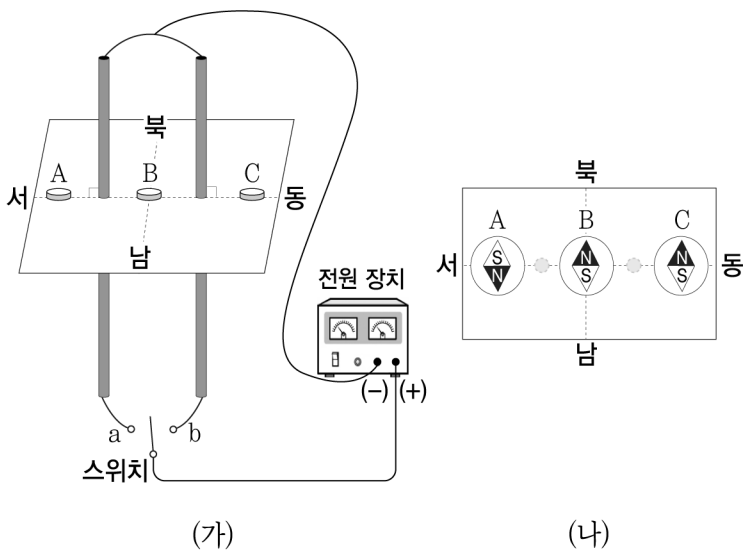 북
A B C
서 동
남
전원 장치
(−) (+)
a b
스위치
(가)
북
A B C
S N N
서 동
N S S
남
(나)